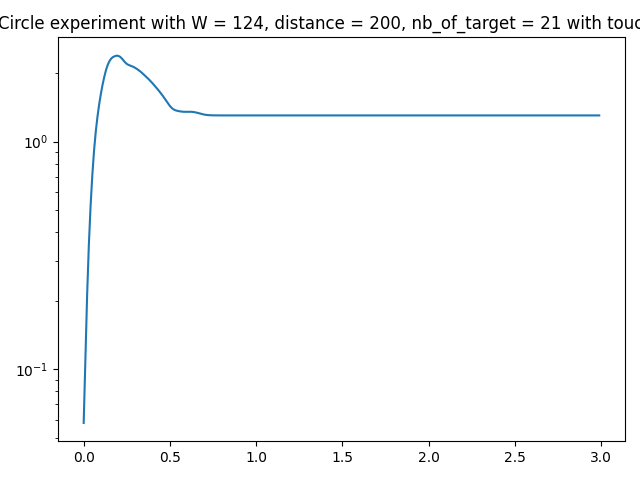 Circle experiment with W = 124, distance = 200, nb_of_target = 21 with touc
10⁰
10⁻¹
0.0 0.5 1.0 1.5 2.0 2.5 3.0